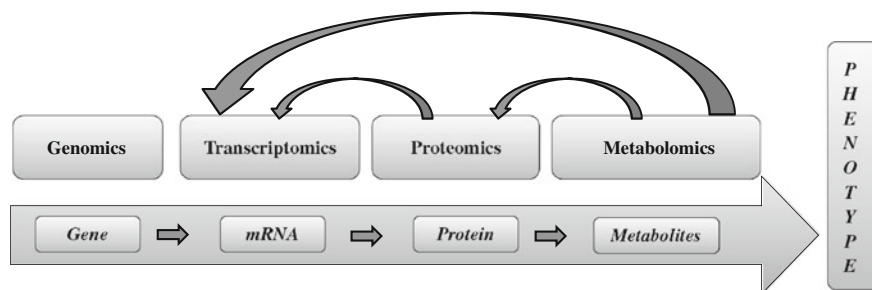 Genomics
Transcriptomics
Proteomics
Metabolomics
Gene
mRNA
Protein
Metabolites
P
H
E
N
O
T
Y
P
E